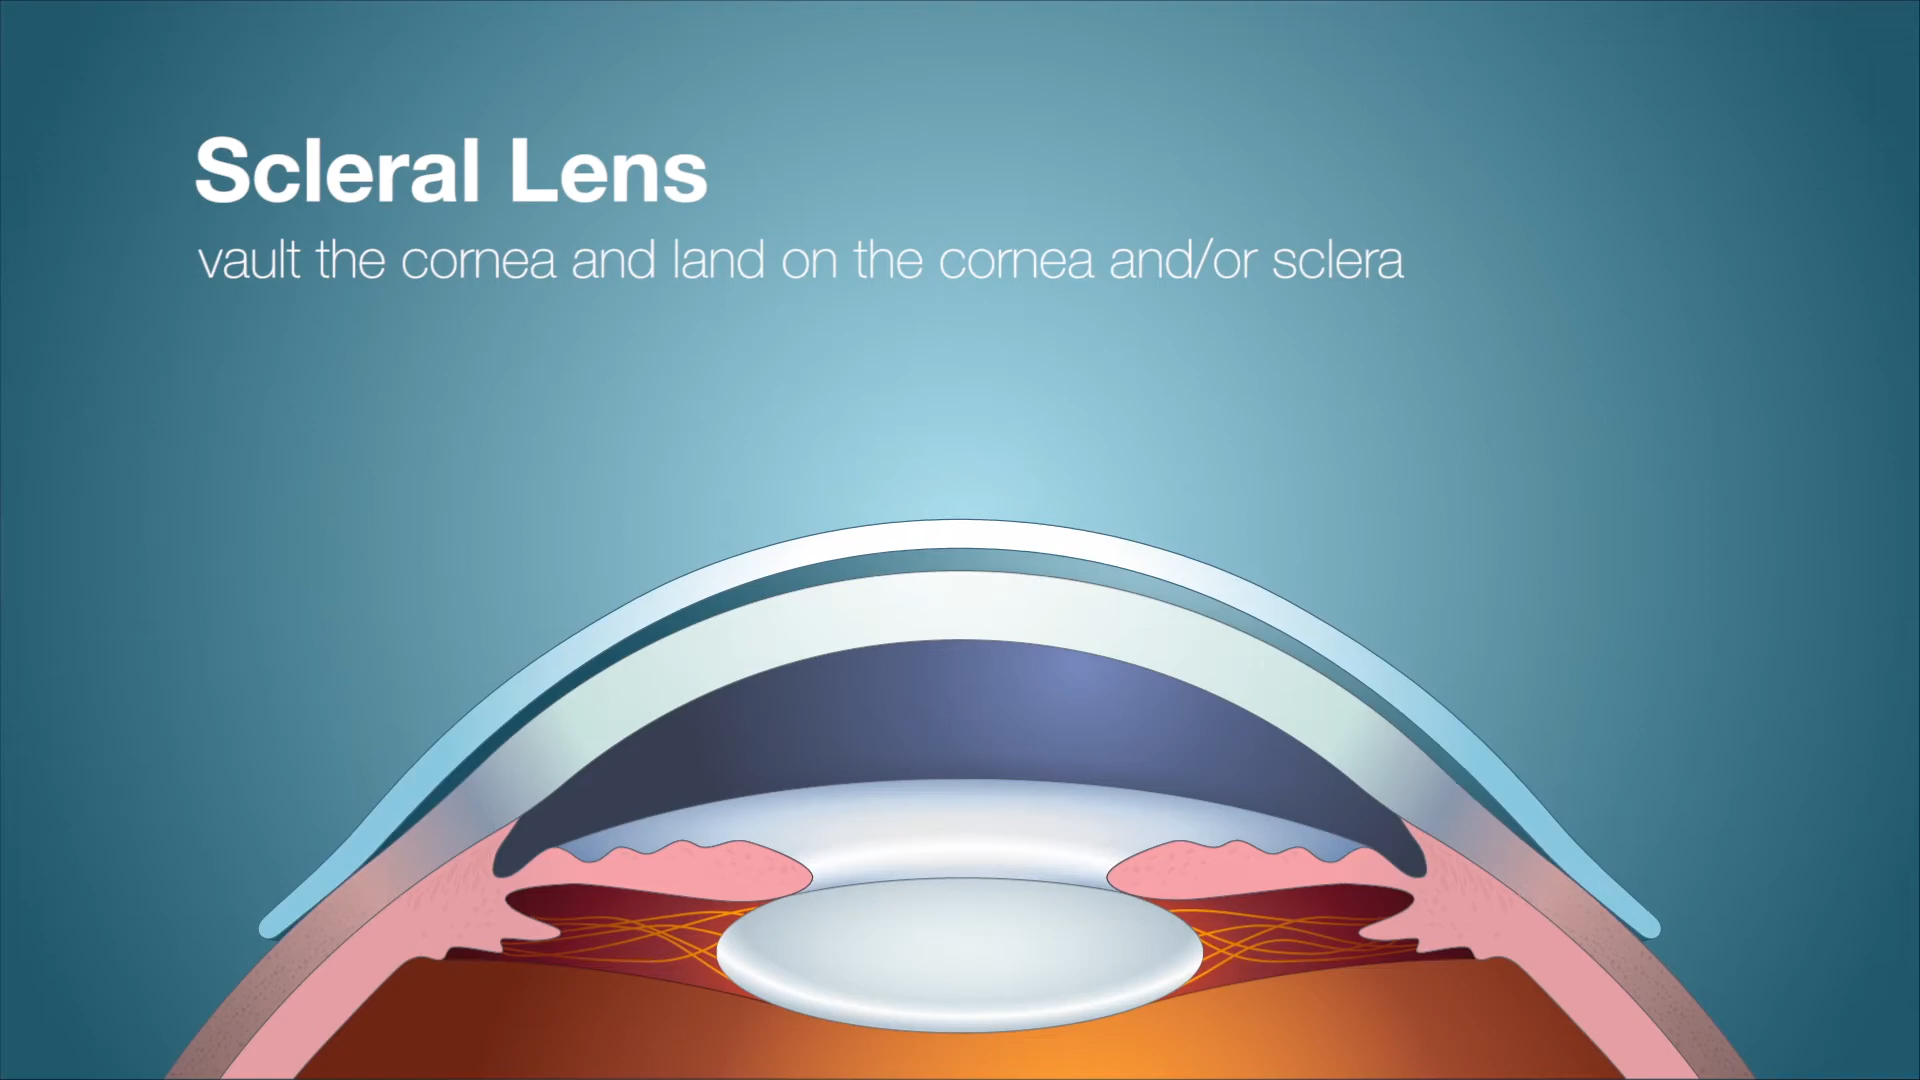 Scleral Lens
vault the cornea and land on the cornea and/or sclera